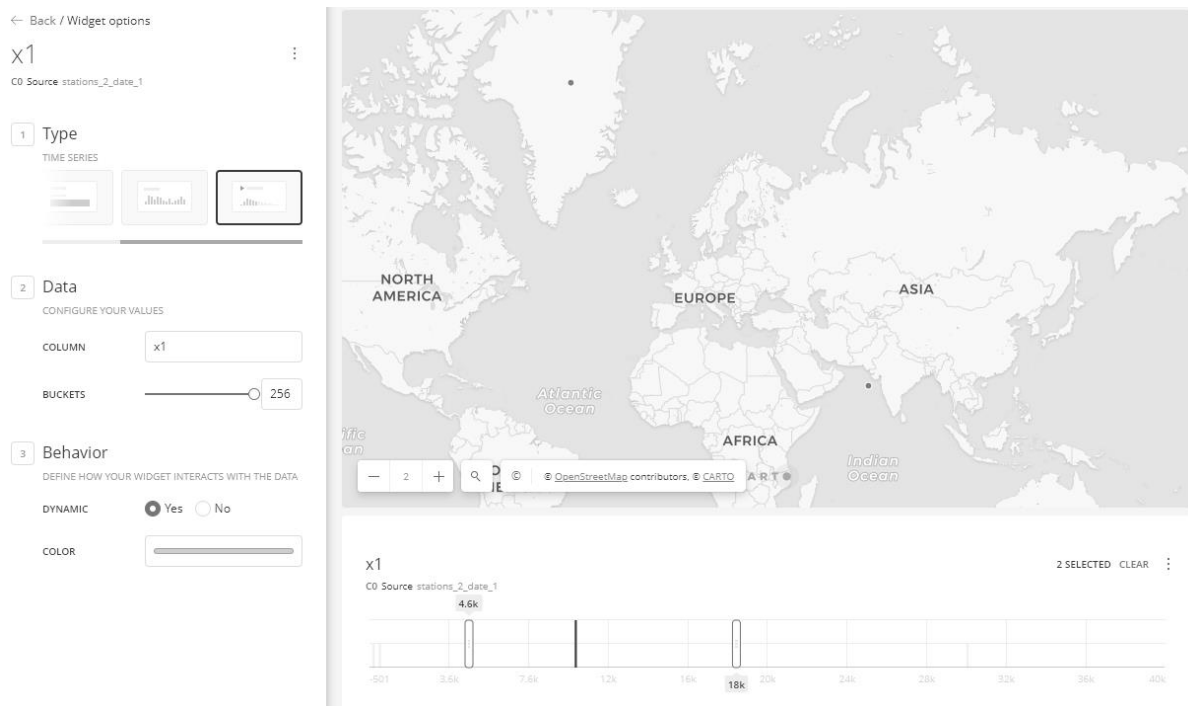 ← Back / Widget options
x1
C0 Source stations_2_date_1
1 Type
TIME SERIES
2 Data
CONFIGURE YOUR VALUES
COLUMN x1
BUCKETS 256
3 Behavior
DEFINE HOW YOUR WIDGET INTERACTS WITH THE DATA
DYNAMIC Yes No
COLOR
NORTH
AMERICA
EUROPE
ASIA
Atlantic
Ocean
AFRICA
Indian
Ocean
− 2 + © © OpenStreetMap contributors, © CARTO
x1
2 SELECTED CLEAR
C0 Source stations_2_date_1
4.6k
-501 3.6k 7.6k 12k 16k 20k 24k 28k 32k 36k 40k
18k